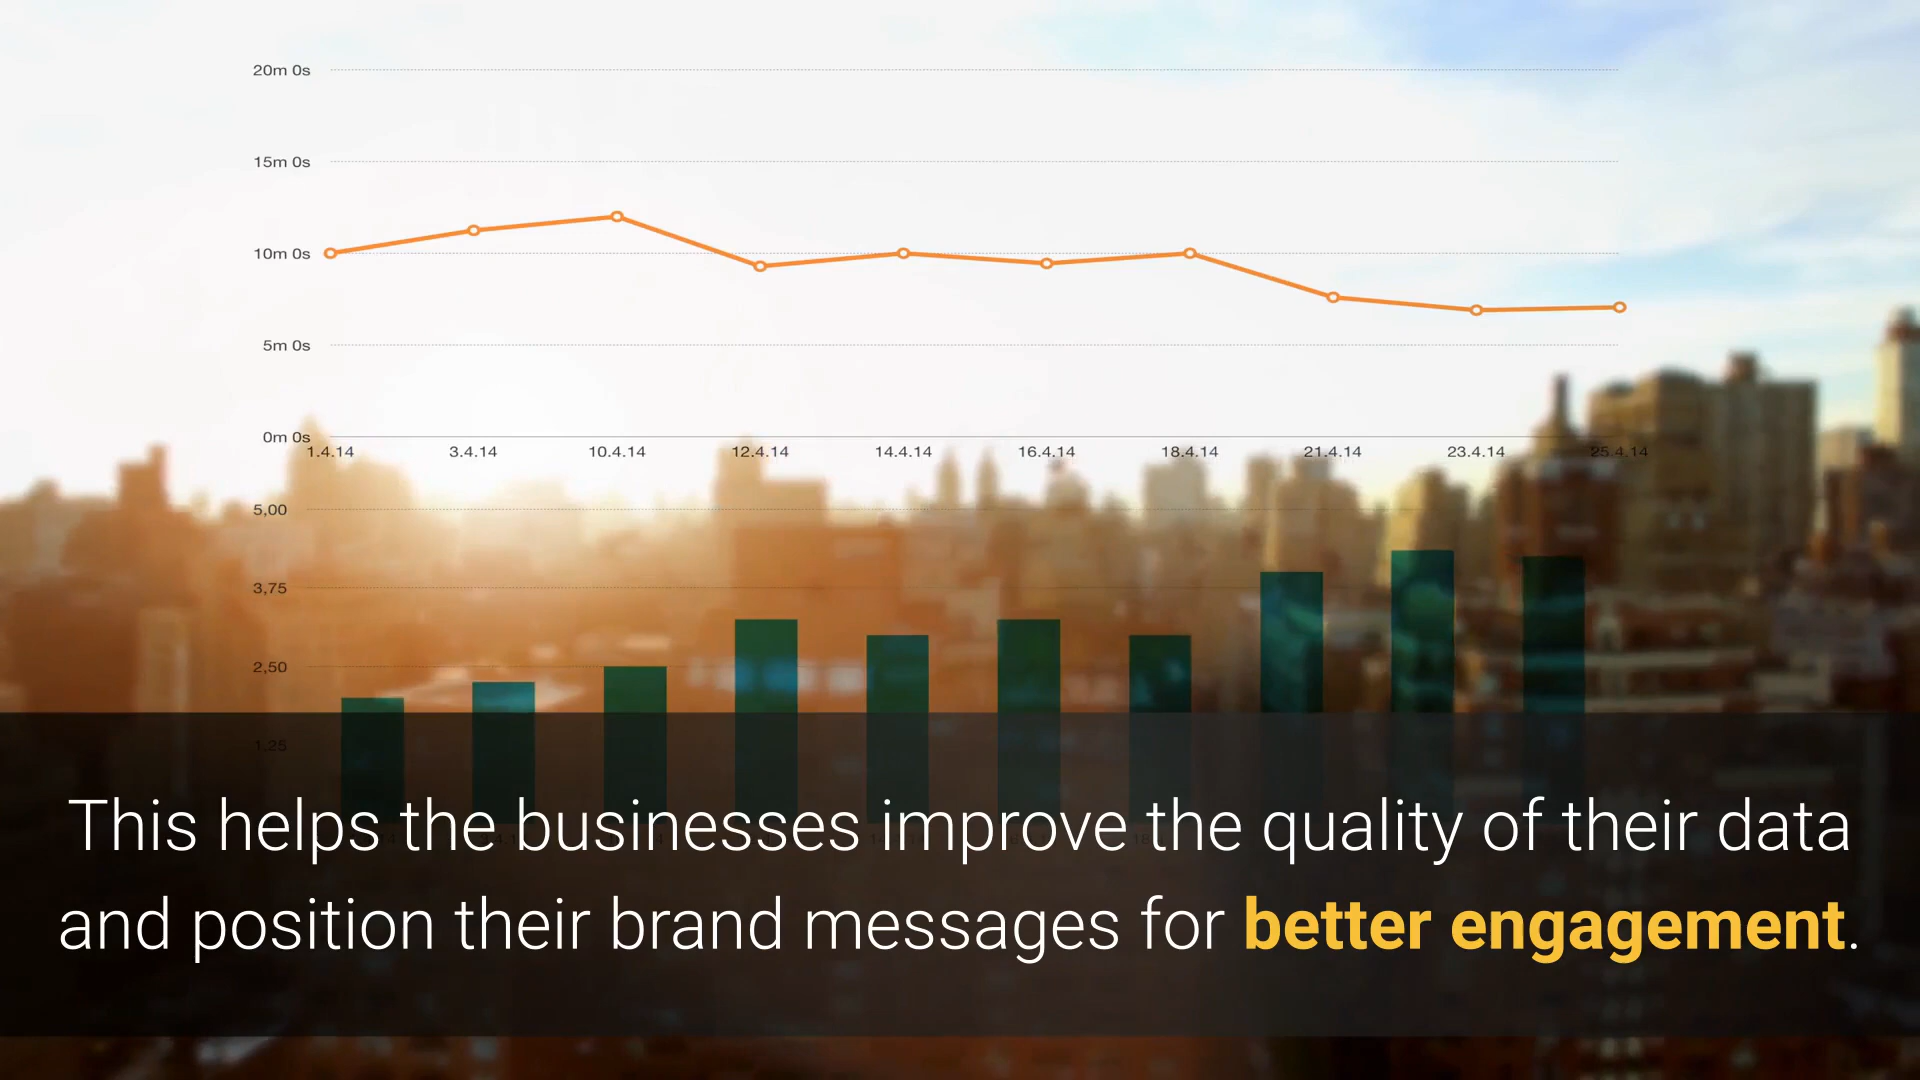 20m 0s
15m 0s
10m 0s
5m 0s
0m 0s
1.4.14 3.4.14 10.4.14 12.4.14 14.4.14 16.4.14 18.4.14 21.4.14 23.4.14 25.4.14
5,00
3,75
2,50
1,25
This helps the businesses improve the quality of their data
and position their brand messages for better engagement.